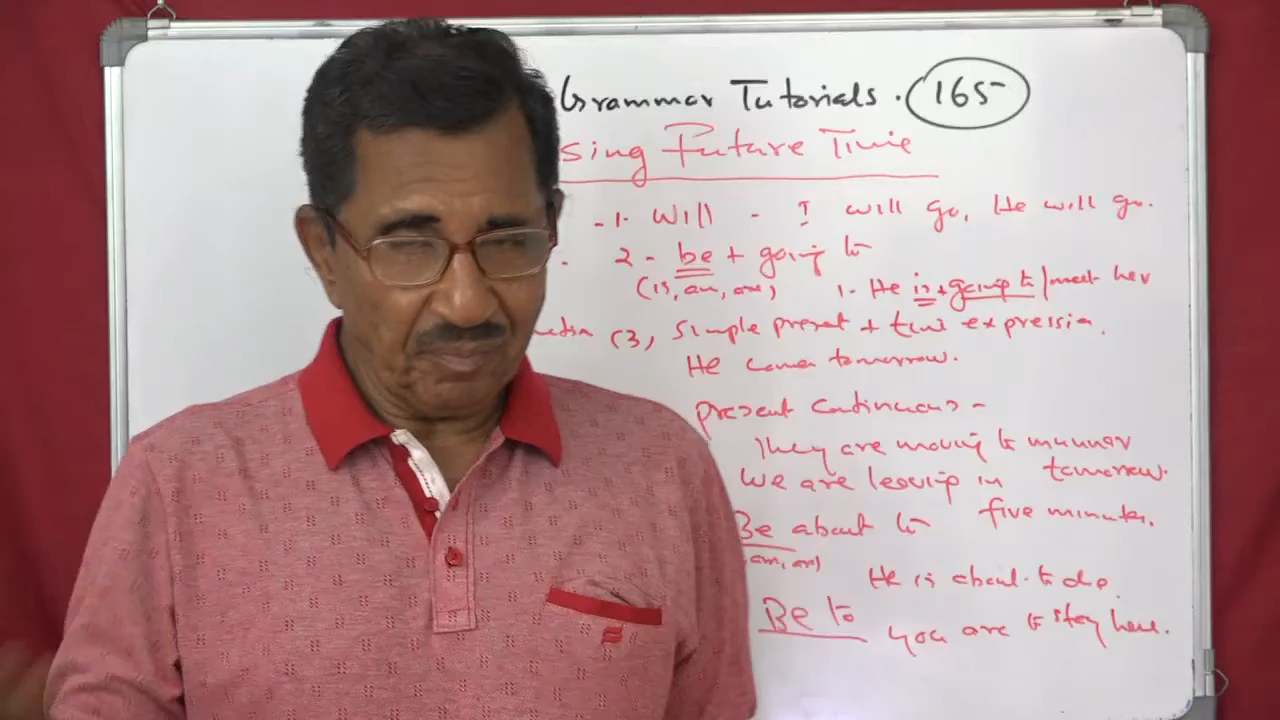 Grammar Tutorials. 165
sing Future Time
- 1. Will - I will go, He will go.
2 - be + going to
(is, am, are) 1. He is + going to / meet her
(3, Simple present + time expression.
He comes tomorrow.
present continuous -
They are moving to
tomorrow.
We are leaving in
five minutes.
Be about to
am, are)
He is about to die.
Be to you are to stay here.